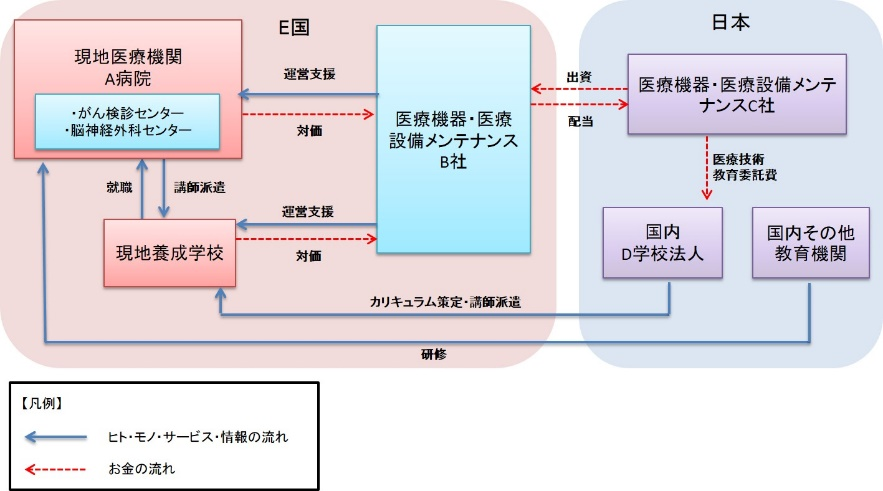 E国
日本
現地医療機関
A病院
・がん検診センター
・脳神経外科センター
運営支援
対価
医療機器・医療
設備メンテナンス
B社
出資
配当
医療機器・医療設備メンテ
ナンスC社
医療技術
教育委託費
就職
講師派遣
運営支援
対価
現地養成学校
国内
D学校法人
国内その他
教育機関
カリキュラム策定・講師派遣
研修
【凡例】
ヒト・モノ・サービス・情報の流れ
お金の流れ